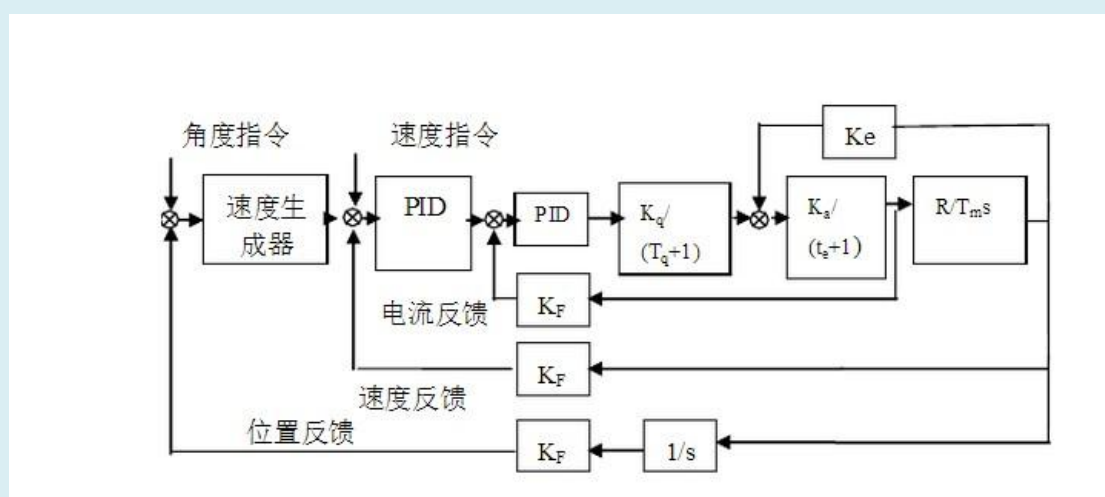 角度指令
速度指令
Ke
速度生
成器
PID
PID
Kq/
(Tq+1)
Ka/
(ta+1)
R/Tms
电流反馈
KF
速度反馈
KF
位置反馈
KF
1/s